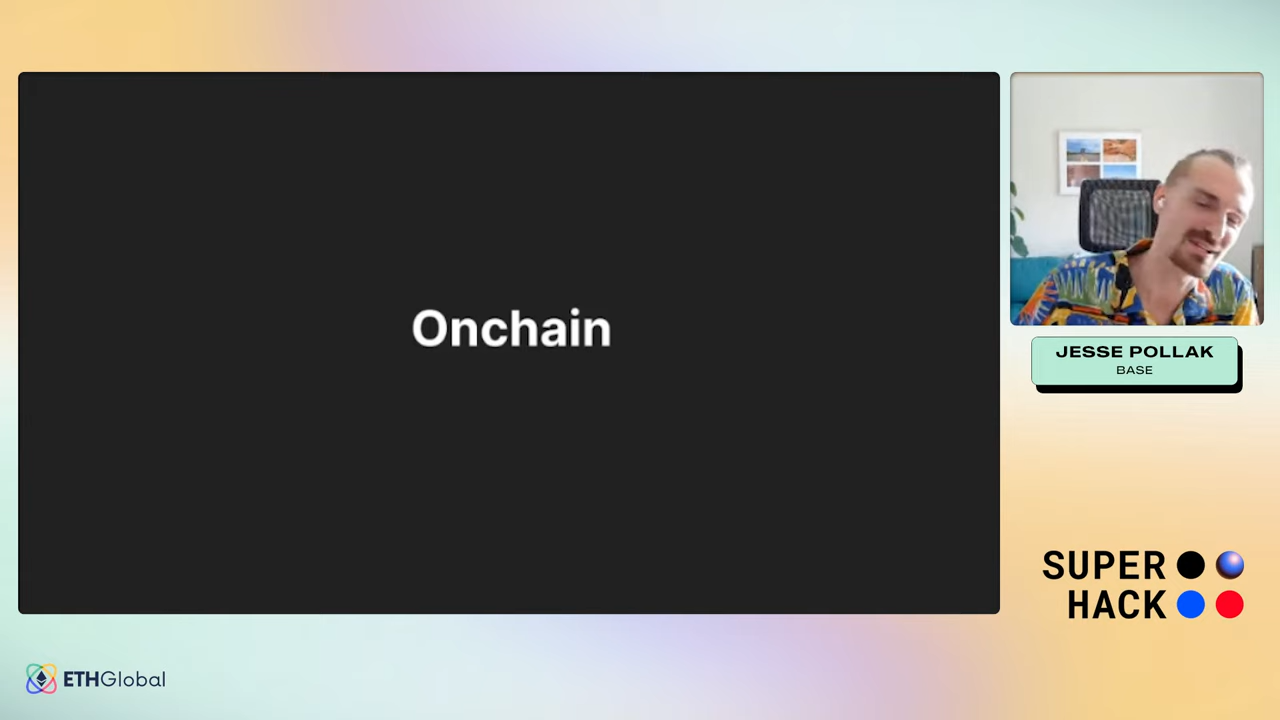 Onchain
JESSE POLLAK
BASE
SUPER
HACK
ETHGlobal